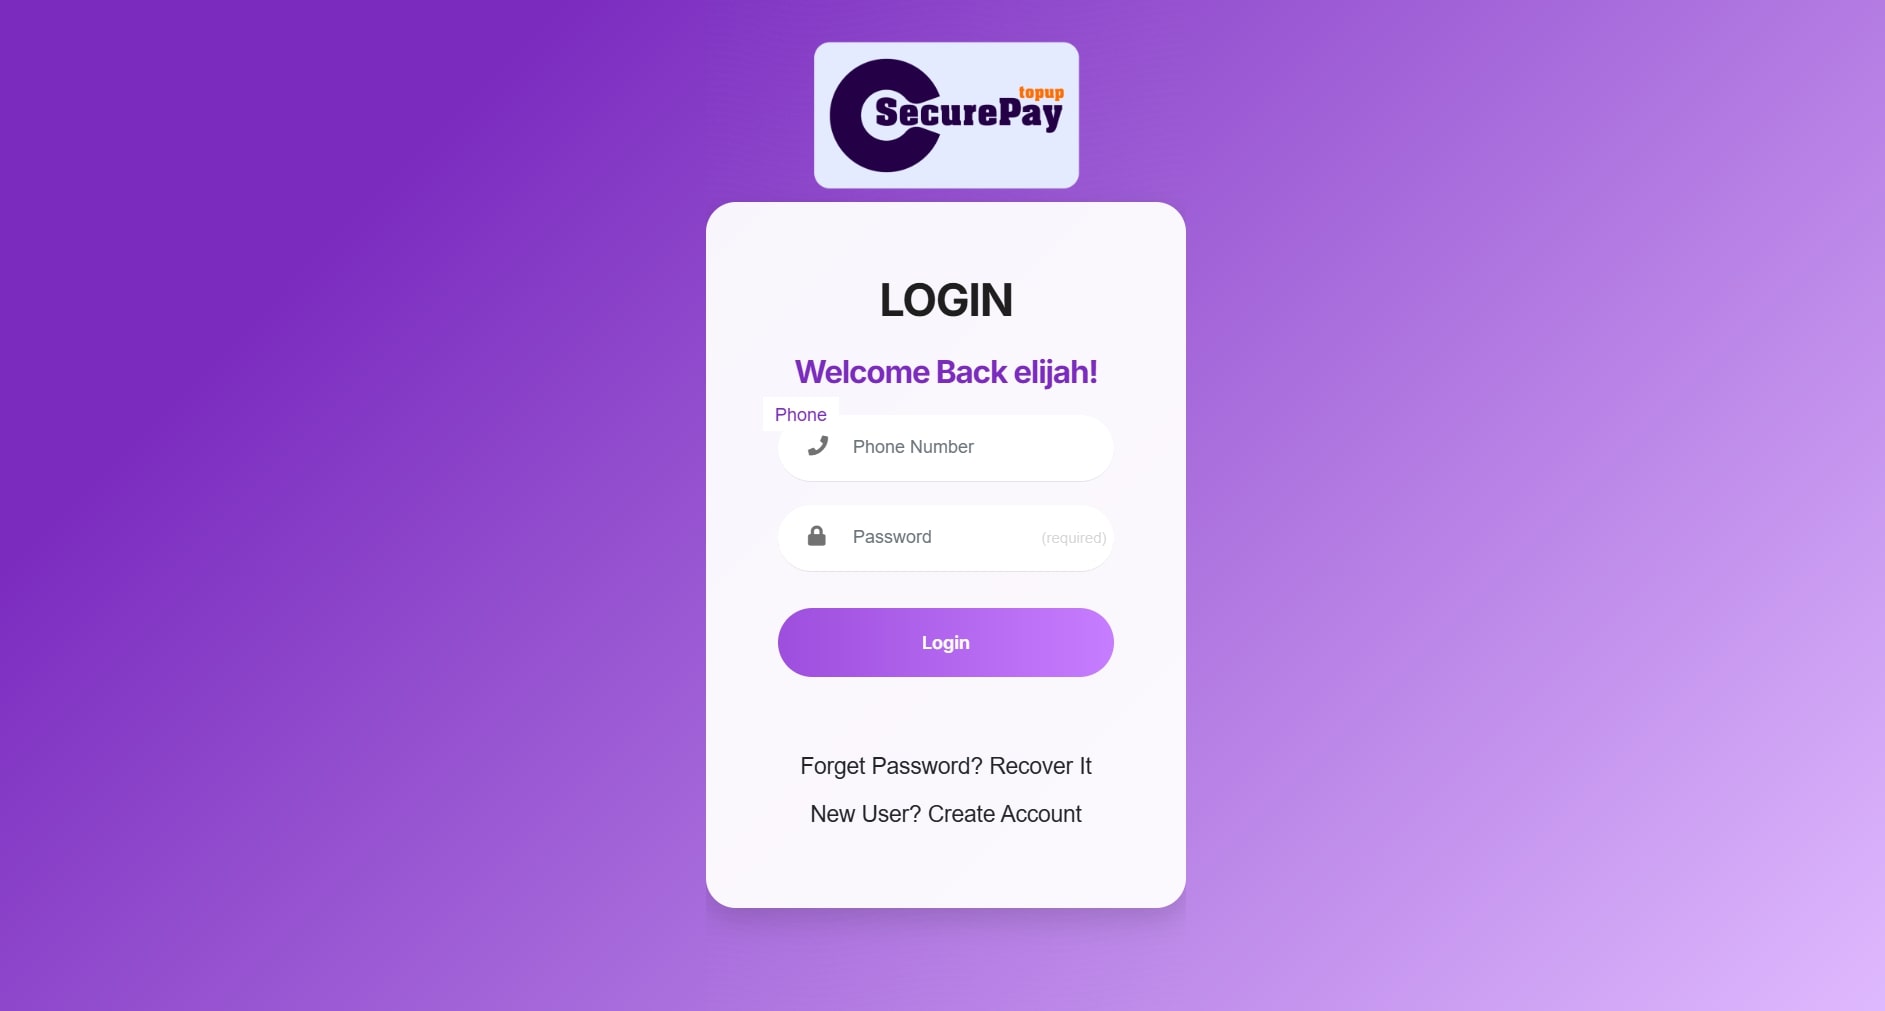 topup
SecurePay
LOGIN
Welcome Back elijah!
Phone
Phone Number
Password (required)
Login
Forget Password? Recover It
New User? Create Account